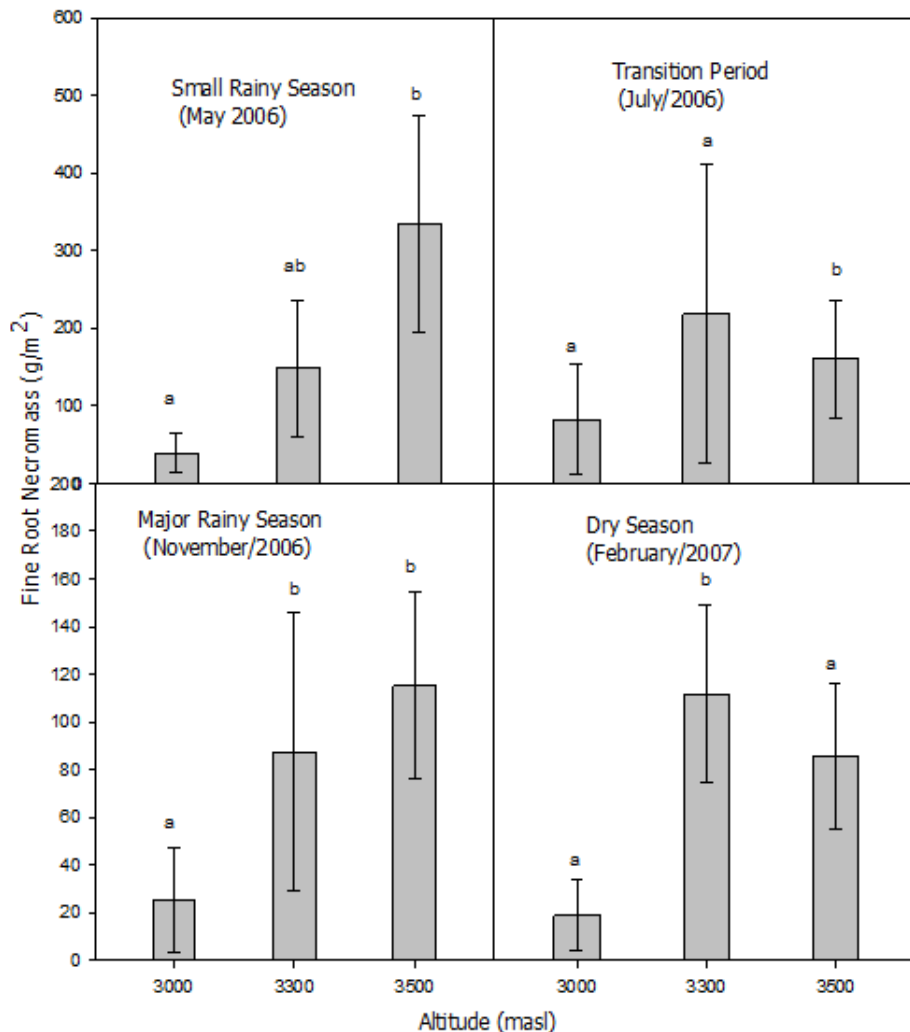 600
500
400
300
200
100
0
Fine Root Necromass (g/m²)
Small Rainy Season
(May 2006)
a
ab
b
Transition Period
(July/2006)
a
a
b
200
180
160
140
120
100
80
60
40
20
0
Major Rainy Season
(November/2006)
a
b
b
Dry Season
(February/2007)
a
b
a
3000 3300 3500 3000 3300 3500
Altitude (masl)